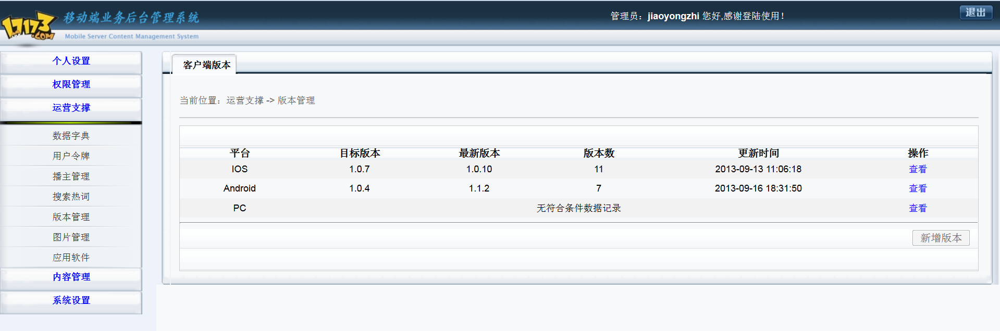 17173.COM
移动端业务后台管理系统
Mobile Server Content Management System
管理员：jiaoyongzhi 您好,感谢登陆使用！
退出
个人设置
权限管理
运营支撑
数据字典
用户令牌
播主管理
搜索热词
版本管理
图片管理
应用软件
内容管理
系统设置
客户端版本
当前位置：运营支撑 -> 版本管理
平台 目标版本 最新版本 版本数 更新时间 操作
IOS 1.0.7 1.0.10 11 2013-09-13 11:06:18 查看
Android 1.0.4 1.1.2 7 2013-09-16 18:31:50 查看
PC 无符合条件数据记录 查看
新增版本